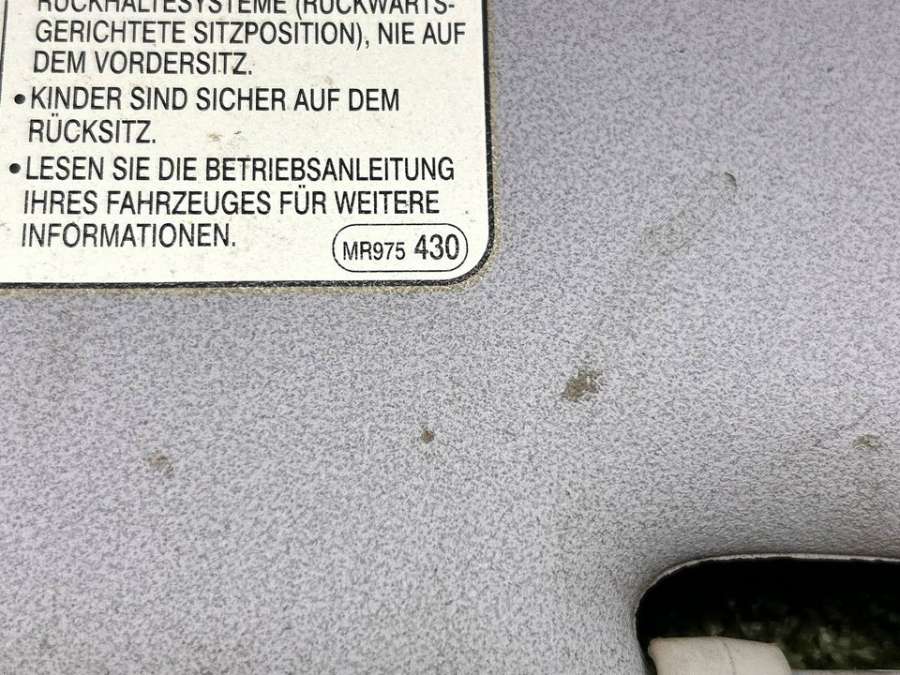 RÜCKHALTESYSTEME (RÜCKWÄRTS-
GERICHTETE SITZPOSITION), NIE AUF
DEM VORDERSITZ.
• KINDER SIND SICHER AUF DEM
RÜCKSITZ.
• LESEN SIE DIE BETRIEBSANLEITUNG
IHRES FAHRZEUGES FÜR WEITERE
INFORMATIONEN.
MR975 430